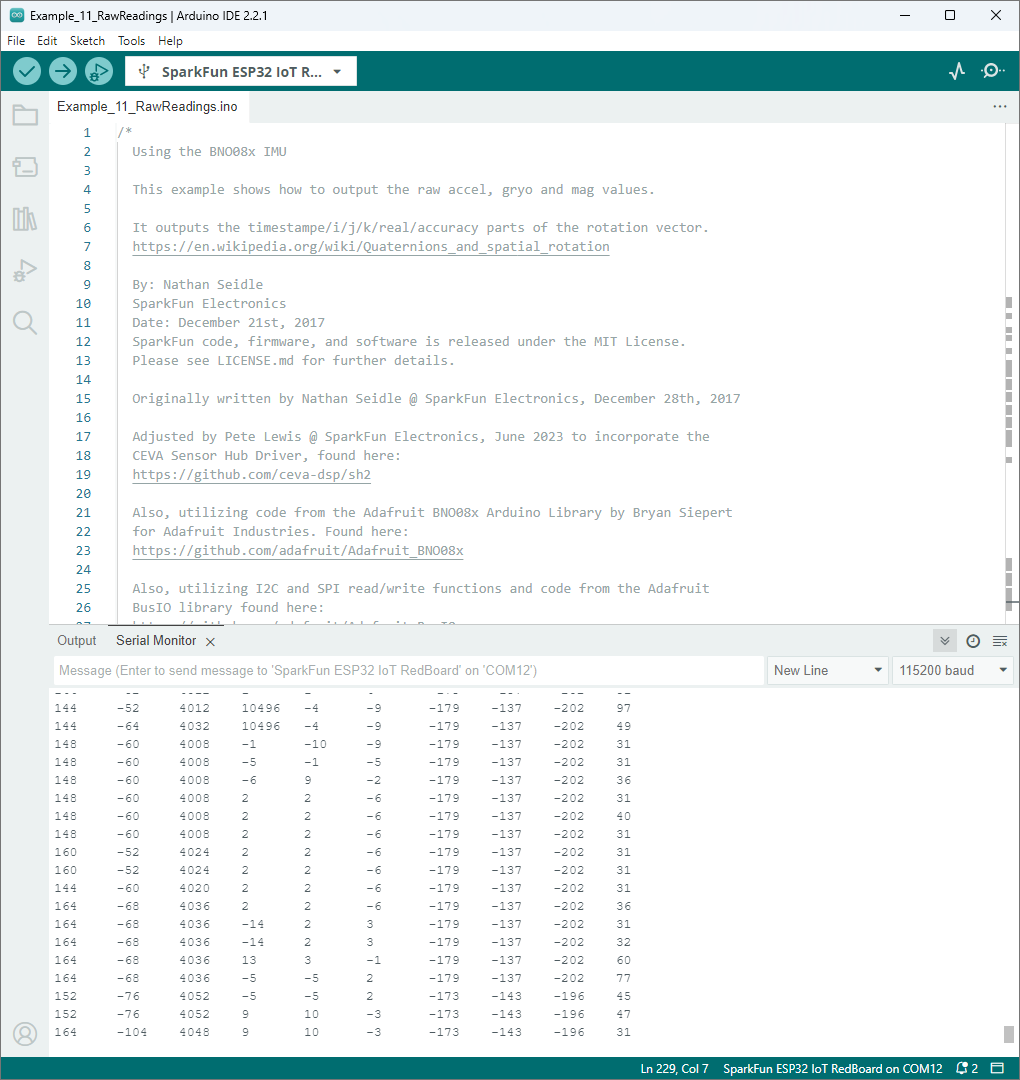 Example_11_RawReadings | Arduino IDE 2.2.1
File Edit Sketch Tools Help
SparkFun ESP32 IoT R...
Example_11_RawReadings.ino
1 /*
2 Using the BNO08x IMU
3
4 This example shows how to output the raw accel, gryo and mag values.
5
6 It outputs the timestampe/i/j/k/real/accuracy parts of the rotation vector.
7 https://en.wikipedia.org/wiki/Quaternions_and_spatial_rotation
8
9 By: Nathan Seidle
10 SparkFun Electronics
11 Date: December 21st, 2017
12 SparkFun code, firmware, and software is released under the MIT License.
13 Please see LICENSE.md for further details.
14
15 Originally written by Nathan Seidle @ SparkFun Electronics, December 28th, 2017
16
17 Adjusted by Pete Lewis @ SparkFun Electronics, June 2023 to incorporate the
18 CEVA Sensor Hub Driver, found here:
19 https://github.com/ceva-dsp/sh2
20
21 Also, utilizing code from the Adafruit BNO08x Arduino Library by Bryan Siepert
22 for Adafruit Industries. Found here:
23 https://github.com/adafruit/Adafruit_BNO08x
24
25 Also, utilizing I2C and SPI read/write functions and code from the Adafruit
26 BusIO library found here:
Output Serial Monitor
Message (Enter to send message to 'SparkFun ESP32 IoT RedBoard' on 'COM12') New Line 115200 baud
144 -52 4012 10496 -4 -9 -179 -137 -202 97
144 -64 4032 10496 -4 -9 -179 -137 -202 49
148 -60 4008 -1 -10 -9 -179 -137 -202 31
148 -60 4008 -5 -1 -5 -179 -137 -202 31
148 -60 4008 -6 9 -2 -179 -137 -202 36
148 -60 4008 2 2 -6 -179 -137 -202 31
148 -60 4008 2 2 -6 -179 -137 -202 40
148 -60 4008 2 2 -6 -179 -137 -202 31
160 -52 4024 2 2 -6 -179 -137 -202 31
160 -52 4024 2 2 -6 -179 -137 -202 31
144 -60 4020 2 2 -6 -179 -137 -202 31
164 -68 4036 2 2 -6 -179 -137 -202 36
164 -68 4036 -14 2 3 -179 -137 -202 31
164 -68 4036 -14 2 3 -179 -137 -202 32
164 -68 4036 13 3 -1 -179 -137 -202 60
164 -68 4036 -5 -5 2 -179 -137 -202 77
152 -76 4052 -5 -5 2 -173 -143 -196 45
152 -76 4052 9 10 -3 -173 -143 -196 47
164 -104 4048 9 10 -3 -173 -143 -196 31
Ln 229, Col 7 SparkFun ESP32 IoT RedBoard on COM12 2